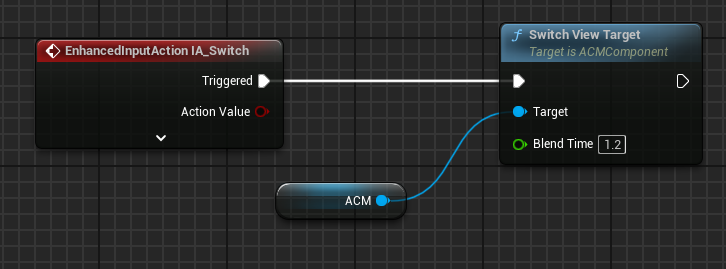 EnhancedInputAction IA_Switch
Triggered
Action Value
Switch View Target
Target is ACMComponent
Target
Blend Time 1.2
ACM